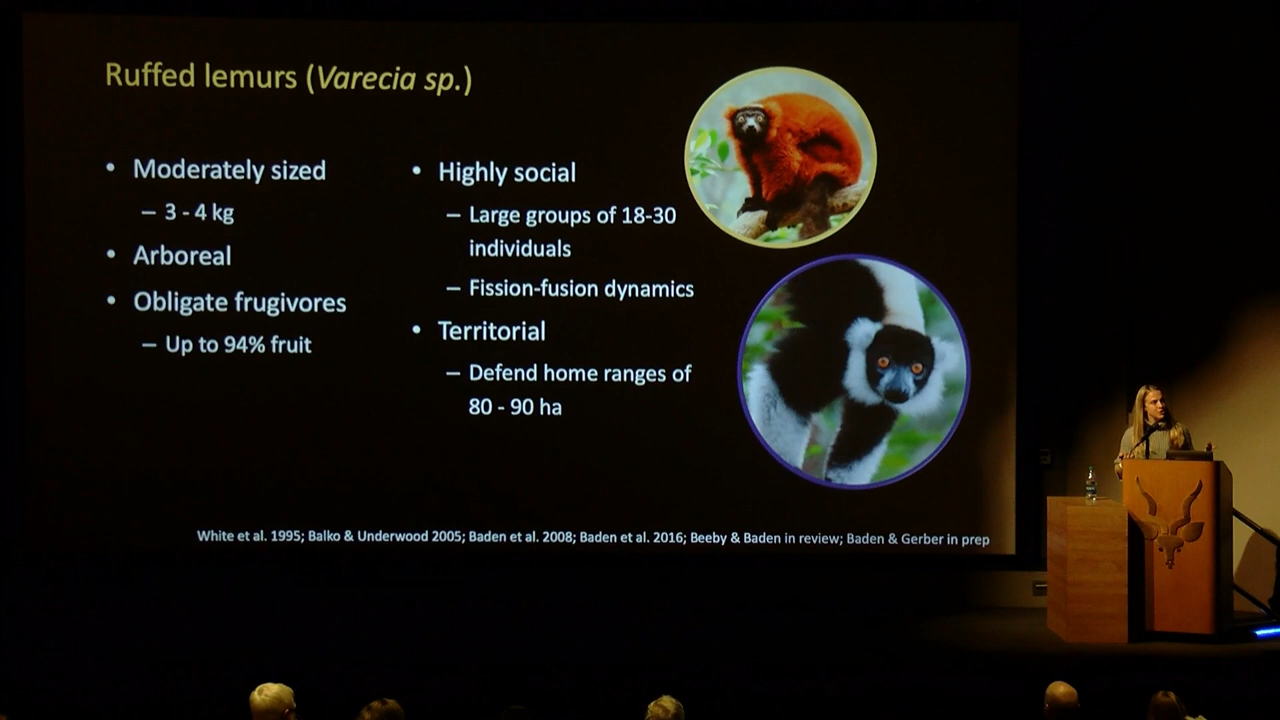 Ruffed lemurs (Varecia sp.)
• Moderately sized
– 3 - 4 kg
• Arboreal
• Obligate frugivores
– Up to 94% fruit
• Highly social
– Large groups of 18-30
individuals
– Fission-fusion dynamics
• Territorial
– Defend home ranges of
80 - 90 ha
White et al. 1995; Balko & Underwood 2005; Baden et al. 2008; Baden et al. 2016; Beeby & Baden in review; Baden & Gerber in prep